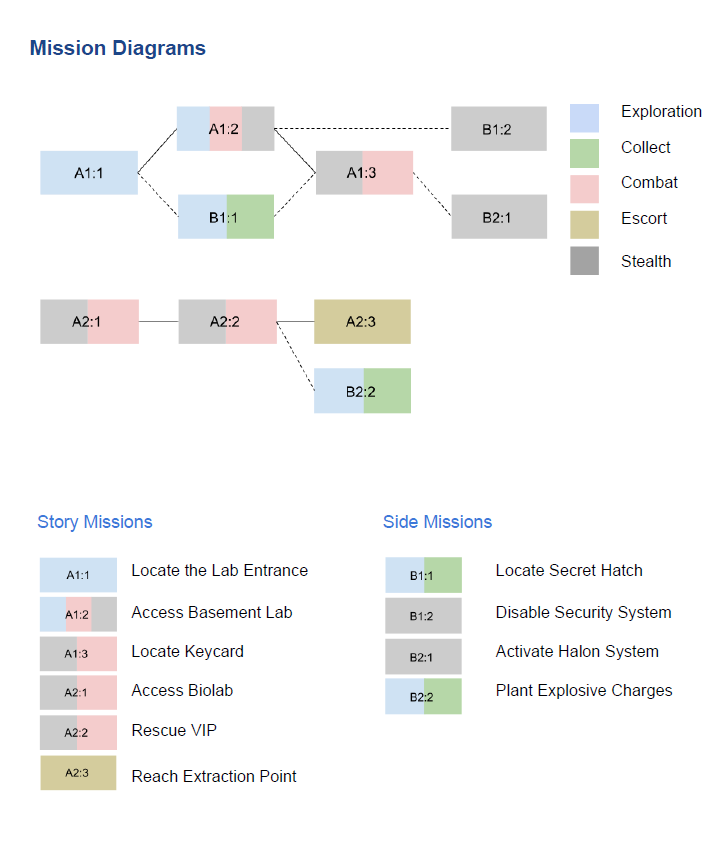 Mission Diagrams
A1:2
B1:2
Exploration
Collect
A1:1
A1:3
Combat
B1:1
B2:1
Escort
Stealth
A2:1
A2:2
A2:3
B2:2
Story Missions
A1:1 Locate the Lab Entrance
A1:2 Access Basement Lab
A1:3 Locate Keycard
A2:1 Access Biolab
A2:2 Rescue VIP
A2:3 Reach Extraction Point
Side Missions
B1:1 Locate Secret Hatch
B1:2 Disable Security System
B2:1 Activate Halon System
B2:2 Plant Explosive Charges